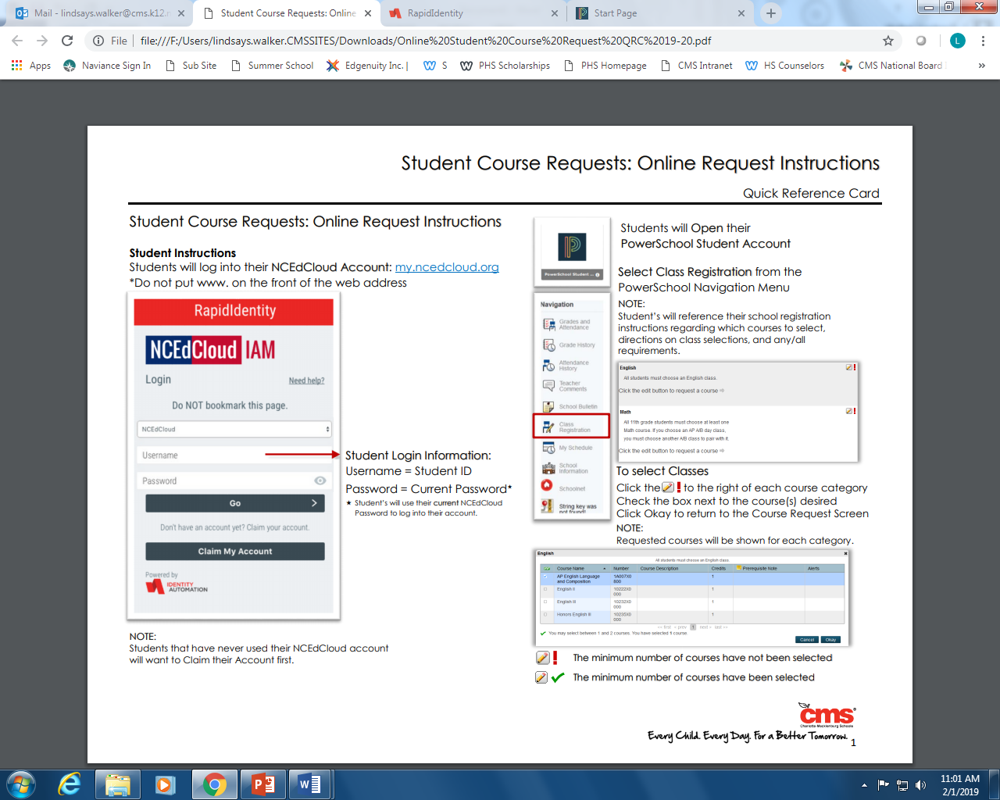 Mail - lindsays.walker@cms.k12.n
Student Course Requests: Online
RapidIdentity
Start Page
File
file:///F:/Users/lindsays.walker.CMSSITES/Downloads/Online%20Student%20Course%20Request%20QRC%202019-20.pdf
L
Apps
Naviance Sign In
Sub Site
Summer School
Edgenuity Inc. |
S
PHS Scholarships
PHS Homepage
CMS Intranet
HS Counselors
CMS National Board
»
Student Course Requests: Online Request Instructions
Quick Reference Card
Student Course Requests: Online Request Instructions
Student Instructions
Students will log into their NCEdCloud Account: my.ncedcloud.org
*Do not put www. on the front of the web address
RapidIdentity
NCEdCloud IAM
Login
Need help?
Do NOT bookmark this page.
NCEdCloud
Username
Password
Go
Don't have an account yet? Claim your account.
Claim My Account
Powered by
IDENTITY
AUTOMATION
Student Login Information:
Username = Student ID
Password = Current Password*
* Student's will use their current NCEdCloud
Password to log into their account.
NOTE:
Students that have never used their NCEdCloud account
will want to Claim their Account first.
PowerSchool Student ...
Students will Open their
PowerSchool Student Account
Select Class Registration from the
PowerSchool Navigation Menu
NOTE:
Student's will reference their school registration
instructions regarding which courses to select,
directions on class selections, and any/all
requirements.
Navigation
Grades and
Attendance
Grade History
Attendance
History
Teacher
Comments
School Bulletin
Class
Registration
My Schedule
School
Information
Schoolnet
String key was
not found!
English
All students must choose an English class.
Click the edit button to request a course
Math
All 11th grade students must choose at least one
Math course. If you choose an AP A/B day class,
you must choose another A/B class to pair with it.
Click the edit button to request a course
To select Classes
Click the ! to the right of each course category
Check the box next to the course(s) desired
Click Okay to return to the Course Request Screen
NOTE:
Requested courses will be shown for each category.
English
All students must choose an English class.
Course Name Number Course Description Credits Prerequisite Note Alerts
AP English Language
and Composition
1A007X0
800
1
English II
10222X0
000
1
English III
10232X0
000
1
Honors English III
10235X0
000
1
<< first < prev 1 next > last >>
You may select between 1 and 2 courses. You have selected 1 course.
Cancel
Okay
The minimum number of courses have not been selected
The minimum number of courses have been selected
cms
Charlotte-Mecklenburg Schools
Every Child. Every Day. For a Better Tomorrow.
1
11:01 AM
2/1/2019